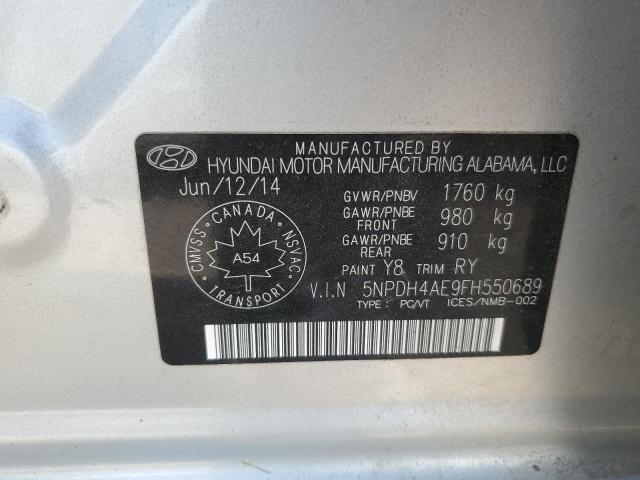 MANUFACTURED BY
HYUNDAI MOTOR MANUFACTURING ALABAMA, LLC
Jun/12/14
GVWR/PNBV 1760 kg
GAWR/PNBE FRONT 980 kg
GAWR/PNBE REAR 910 kg
CANADA
CMVSS
NSVAC
A54
TRANSPORT
PAINT Y8 TRIM RY
V.I.N 5NPDH4AE9FH550689
TYPE : PC/VT ICES/NMB-002